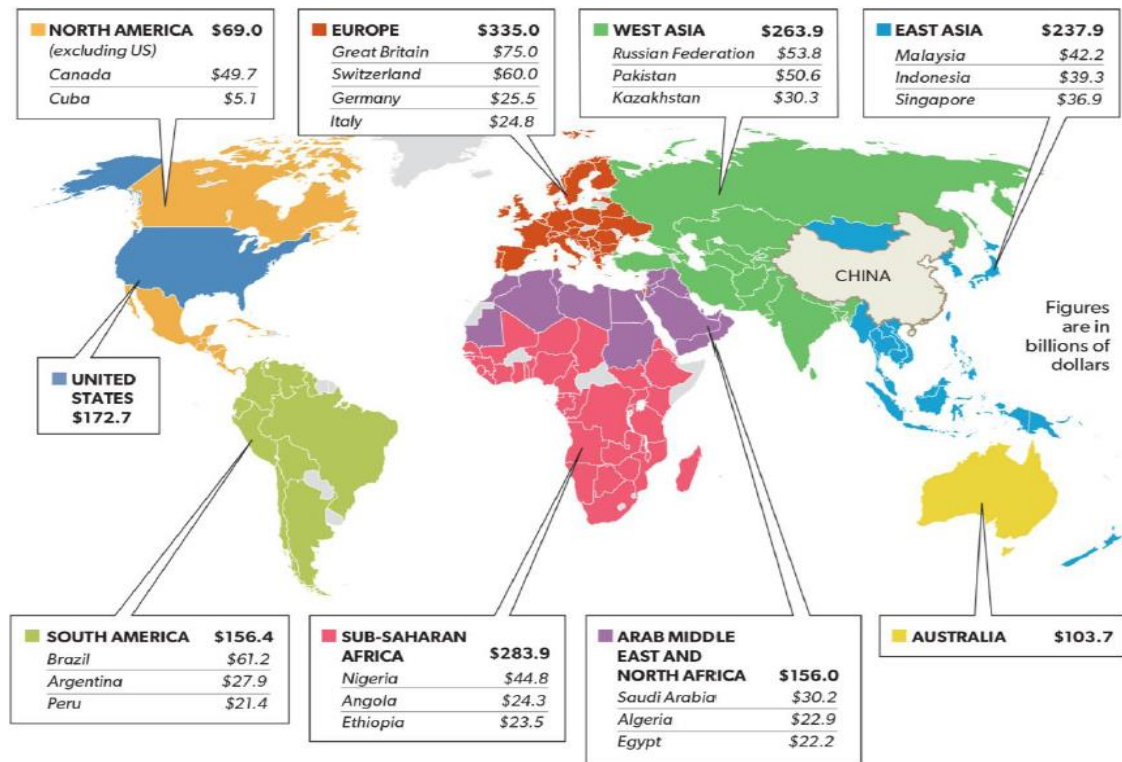 NORTH AMERICA $69.0
(excluding US)
Canada $49.7
Cuba $5.1
EUROPE $335.0
Great Britain $75.0
Switzerland $60.0
Germany $25.5
Italy $24.8
WEST ASIA $263.9
Russian Federation $53.8
Pakistan $50.6
Kazakhstan $30.3
EAST ASIA $237.9
Malaysia $42.2
Indonesia $39.3
Singapore $36.9
CHINA
Figures
are in
billions of
dollars
UNITED
STATES
$172.7
SOUTH AMERICA $156.4
Brazil $61.2
Argentina $27.9
Peru $21.4
SUB-SAHARAN
AFRICA $283.9
Nigeria $44.8
Angola $24.3
Ethiopia $23.5
ARAB MIDDLE
EAST AND
NORTH AFRICA $156.0
Saudi Arabia $30.2
Algeria $22.9
Egypt $22.2
AUSTRALIA $103.7